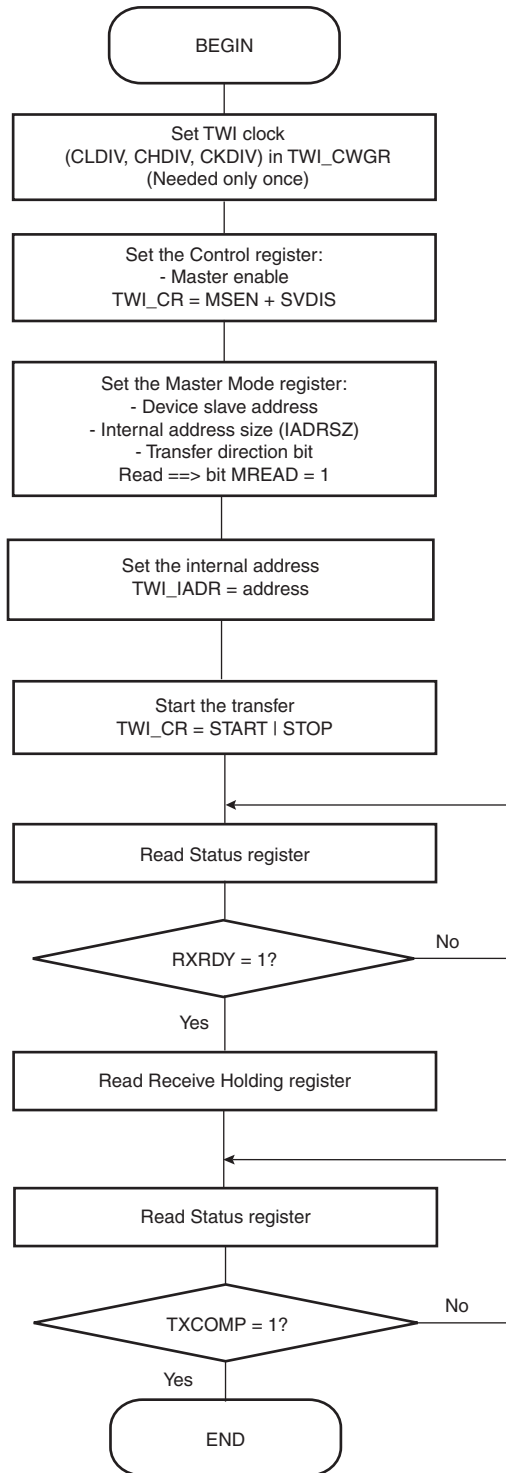 BEGIN
Set TWI clock
(CLDIV, CHDIV, CKDIV) in TWI_CWGR
(Needed only once)
Set the Control register:
- Master enable
TWI_CR = MSEN + SVDIS
Set the Master Mode register:
- Device slave address
- Internal address size (IADRSZ)
- Transfer direction bit
Read ==> bit MREAD = 1
Set the internal address
TWI_IADR = address
Start the transfer
TWI_CR = START | STOP
Read Status register
RXRDY = 1?
No
Yes
Read Receive Holding register
Read Status register
TXCOMP = 1?
No
Yes
END